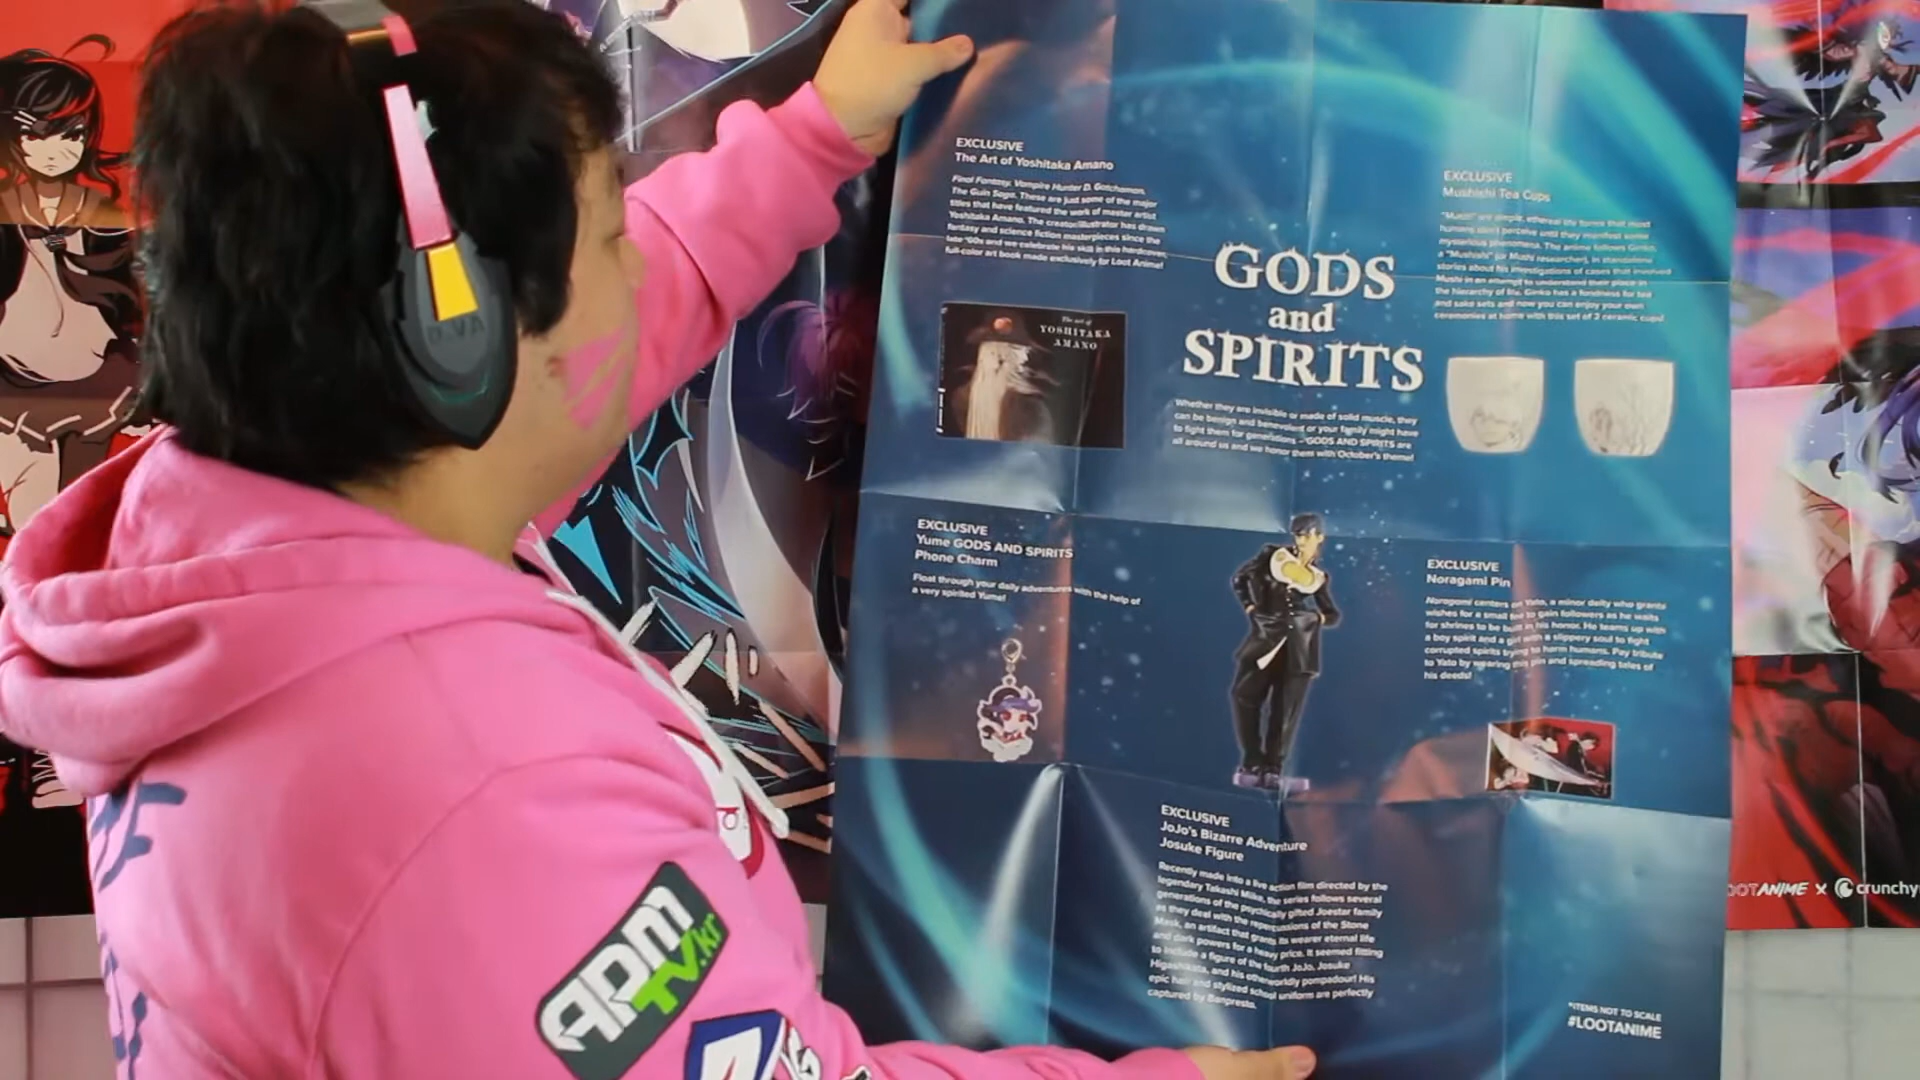 EXCLUSIVE
The Art of Yoshitaka Amano
Final Fantasy, Vampire Hunter D, Gatchaman,
The Guin Saga. These are just some of the major
titles that have featured the work of master artist
Yoshitaka Amano. The creator/illustrator has drawn
fantasy and science fiction masterpieces since the
late '60s and we celebrate his skill in this hardcover,
full-color art book made exclusively for Loot Anime!
The art of
YOSHITAKA
AMANO
GODS
and
SPIRITS
Whether they are invisible or made of solid muscle, they
can be benign and benevolent or your family might have
to fight them for generations – GODS AND SPIRITS are
all around us and we honor them with October's theme!
EXCLUSIVE
Mushishi Tea Cups
"Mushi" are simple, ethereal life forms that most
humans don't perceive until they manifest some
mysterious phenomena. The anime follows Ginko,
a "Mushishi" (or Mushi researcher), in standalone
stories about his investigations of cases that involved
Mushi in an attempt to understand their place in
the hierarchy of life. Ginko has a fondness for tea
and sake sets and now you can enjoy your own
ceremonies at home with this set of 2 ceramic cups!
EXCLUSIVE
Yume GODS AND SPIRITS
Phone Charm
Float through your daily adventures with the help of
a very spirited Yume!
EXCLUSIVE
Noragami Pin
Noragami centers on Yato, a minor deity who grants
wishes for a small fee to gain followers as he waits
for shrines to be built in his honor. He teams up with
a boy spirit and a girl with a slippery soul to fight
corrupted spirits trying to harm humans. Pay tribute
to Yato by wearing this pin and spreading tales of
his deeds!
EXCLUSIVE
JoJo's Bizarre Adventure
Josuke Figure
Recently made into a live action film directed by the
legendary Takashi Miike, the series follows several
generations of the psychically gifted Joestar family
as they deal with the repercussions of the Stone
Mask, an artifact that grants its wearer eternal life
and dark powers for a heavy price. It seemed fitting
to include a figure of the fourth JoJo, Josuke
Higashikata, and his otherworldly pompadour! His
epic hair and stylized school uniform are perfectly
captured by Banpresto.
*ITEMS NOT TO SCALE
#LOOTANIME
D.VA
APM
TV.kr
OOTANIME x crunchy